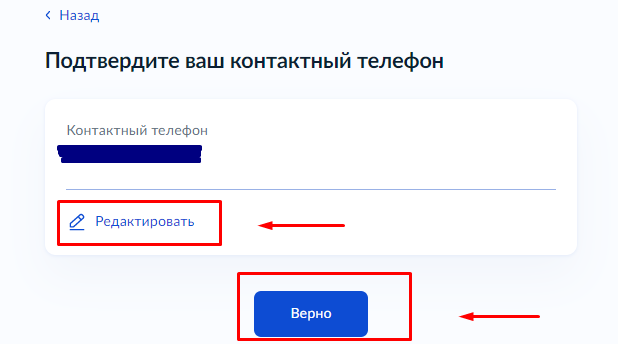 Назад
Подтвердите ваш контактный телефон
Контактный телефон
Редактировать
Верно